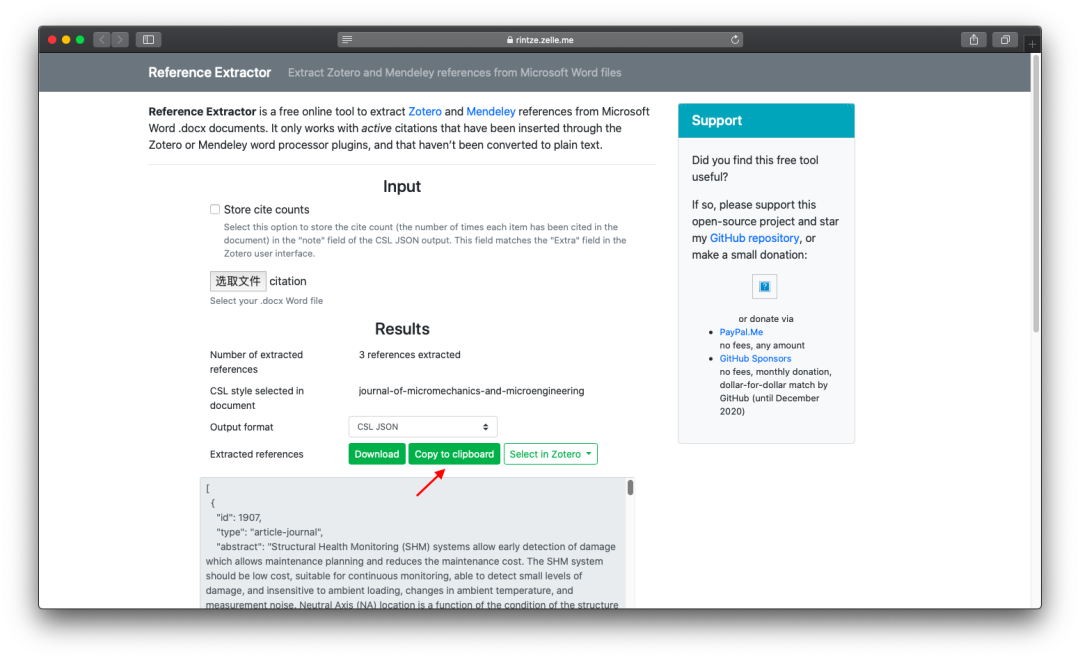 rintze.zelle.me
Reference Extractor Extract Zotero and Mendeley references from Microsoft Word files
Reference Extractor is a free online tool to extract Zotero and Mendeley references from Microsoft
Word .docx documents. It only works with active citations that have been inserted through the
Zotero or Mendeley word processor plugins, and that haven't been converted to plain text.
Input
Store cite counts
Select this option to store the cite count (the number of times each item has been cited in the
document) in the "note" field of the CSL JSON output. This field matches the "Extra" field in the
Zotero user interface.
选取文件 citation
Select your .docx Word file
Results
Number of extracted
references
3 references extracted
CSL style selected in
document
journal-of-micromechanics-and-microengineering
Output format
CSL JSON
Extracted references
Download
Copy to clipboard
Select in Zotero
[
{
"id": 1907,
"type": "article-journal",
"abstract": "Structural Health Monitoring (SHM) systems allow early detection of damage
which allows maintenance planning and reduces the maintenance cost. The SHM system
should be low cost, suitable for continuous monitoring, able to detect small levels of
damage, and insensitive to ambient loading, changes in ambient temperature, and
measurement noise. Neutral Axis (NA) location is a function of the condition of the structure
Support
Did you find this free tool
useful?
If so, please support this
open-source project and star
my GitHub repository, or
make a small donation:
?
or donate via
PayPal.Me
no fees, any amount
GitHub Sponsors
no fees, monthly donation,
dollar-for-dollar match by
GitHub (until December
2020)